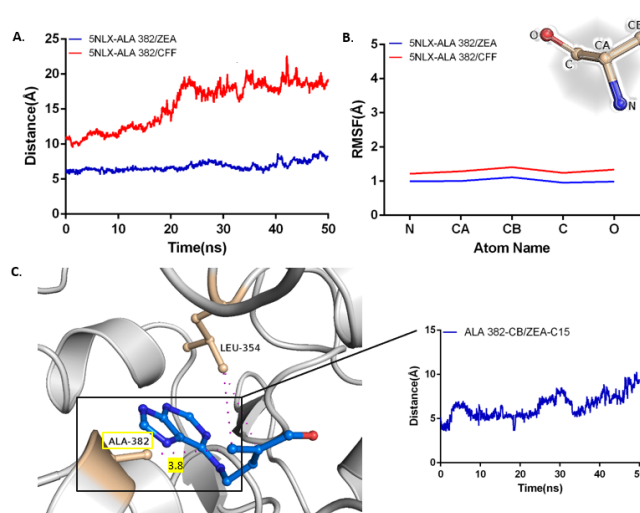 A.
5NLX-ALA 382/ZEA
5NLX-ALA 382/CFF
Distance(Å)
25
20
15
10
5
0
0 10 20 30 40 50
Time(ns)
B.
5NLX-ALA 382/ZEA
5NLX-ALA 382/CFF
RMSF(Å)
5
4
3
2
1
0
N CA CB C O
Atom Name
O
C
CA
CB
N
C.
LEU-354
ALA-382
3.8
ALA 382-CB/ZEA-C15
Distance(Å)
15
10
5
0
0 10 20 30 40 50
Time(ns)